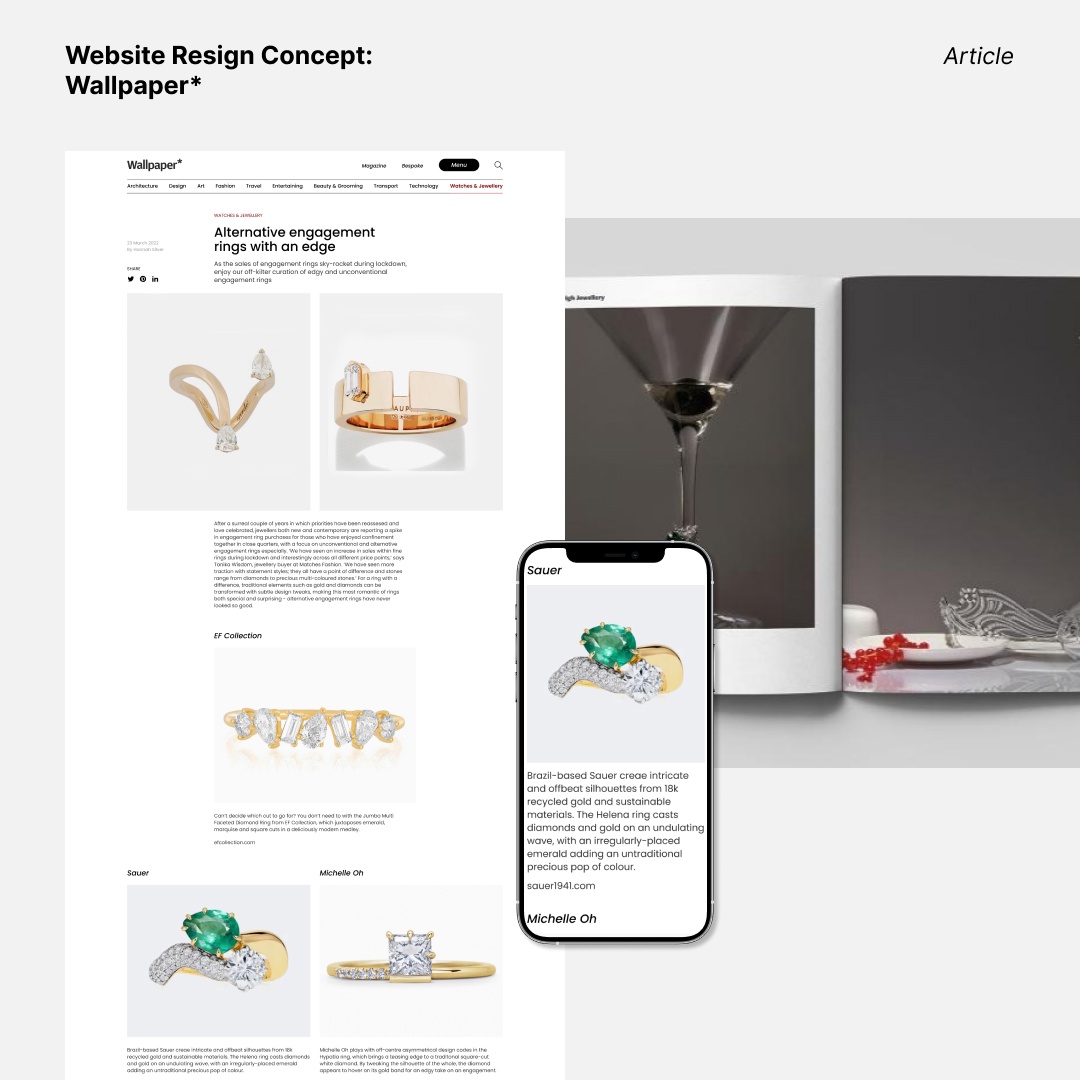 Website Resign Concept:
Wallpaper*
Article
Wallpaper*
Magazine
Bespoke
Menu
Architecture
Design
Art
Fashion
Travel
Entertaining
Beauty & Grooming
Transport
Technology
Watches & Jewellery
WATCHES & JEWELLERY
Alternative engagement
rings with an edge
23 March 2022
By Hannah Silver
As the sales of engagement rings sky-rocket during lockdown,
enjoy our off-kilter curation of edgy and unconventional
engagement rings
SHARE
AUP
After a surreal couple of years in which priorities have been reassesed and
love celebrated, jewellers both new and contemporary are reporting a spike
in engagement ring purchases for those who have enjoyed confinement
together in close quarters, with a focus on unconventional and alternative
engagement rings especially. 'We have seen an increase in sales within fine
rings during lockdown and interestingly across all different price points,' says
Tanika Wisdom, jewellery buyer at Matches Fashion. 'We have seen more
traction with statement styles; they all have a point of difference and stones
range from diamonds to precious multi-coloured stones.' For a ring with a
difference, traditional elements such as gold and diamonds can be
transformed with subtle design tweaks, making this most romantic of rings
both special and surprising - alternative engagement rings have never
looked so good.
EF Collection
Can't decide which cut to go for? You don't need to with the Jumbo Multi
Faceted Diamond Ring from EF Collection, which juxtaposes emerald,
marquise and square cuts in a deliciously modern medley.
efcollection.com
Sauer
Brazil-based Sauer creae intricate and offbeat silhouettes from 18k
recycled gold and sustainable materials. The Helena ring casts diamonds
and gold on an undulating wave, with an irregularly-placed emerald
adding an untraditional precious pop of colour.
Michelle Oh
Michelle Oh plays with off-centre asymmetrical design codes in the
Hypatia ring, which brings a teasing edge to a traditonal square-cut
white diamond. By tweaking the silhouette of the whole, the diamond
appears to hover on its gold band for an edgy take on an engagement
Jewellery
Sauer
Brazil-based Sauer creae intricate
and offbeat silhouettes from 18k
recycled gold and sustainable
materials. The Helena ring casts
diamonds and gold on an undulating
wave, with an irregularly-placed
emerald adding an untraditional
precious pop of colour.
sauer1941.com
Michelle Oh